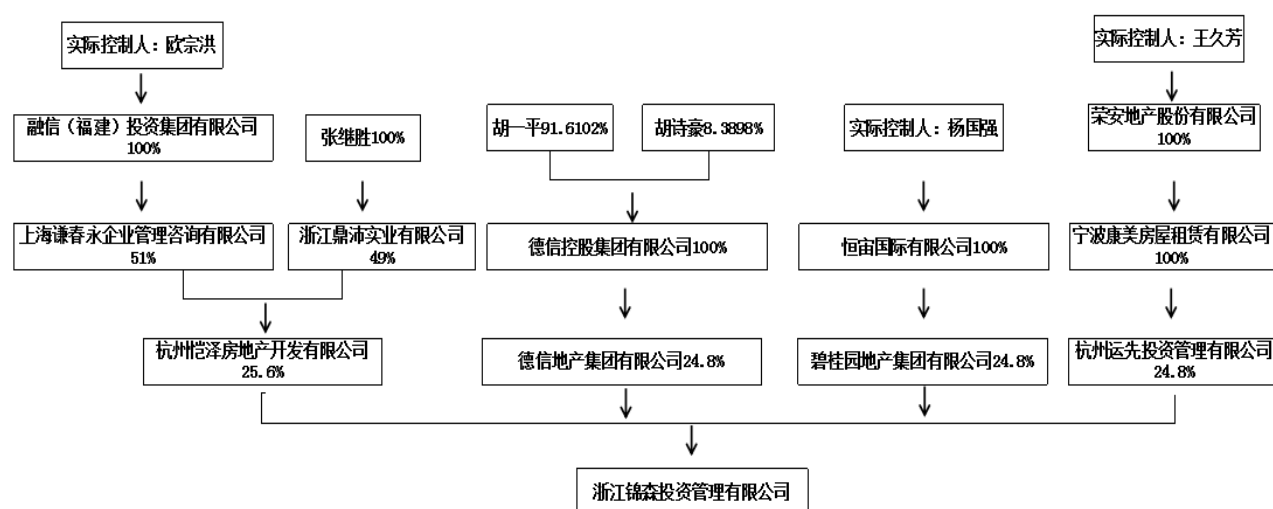 实际控制人：欧宗洪
实际控制人：王久芳
融信（福建）投资集团有限公司
100%
张继胜100%
胡一平91.6102%
胡诗豪8.3898%
实际控制人：杨国强
荣安地产股份有限公司
100%
上海谦春永企业管理咨询有限公司
51%
浙江鼎沛实业有限公司
49%
德信控股集团有限公司100%
恒宙国际有限公司100%
宁波康美房屋租赁有限公司
100%
杭州恺泽房地产开发有限公司
25.6%
德信地产集团有限公司24.8%
碧桂园地产集团有限公司24.8%
杭州运先投资管理有限公司
24.8%
浙江锦森投资管理有限公司